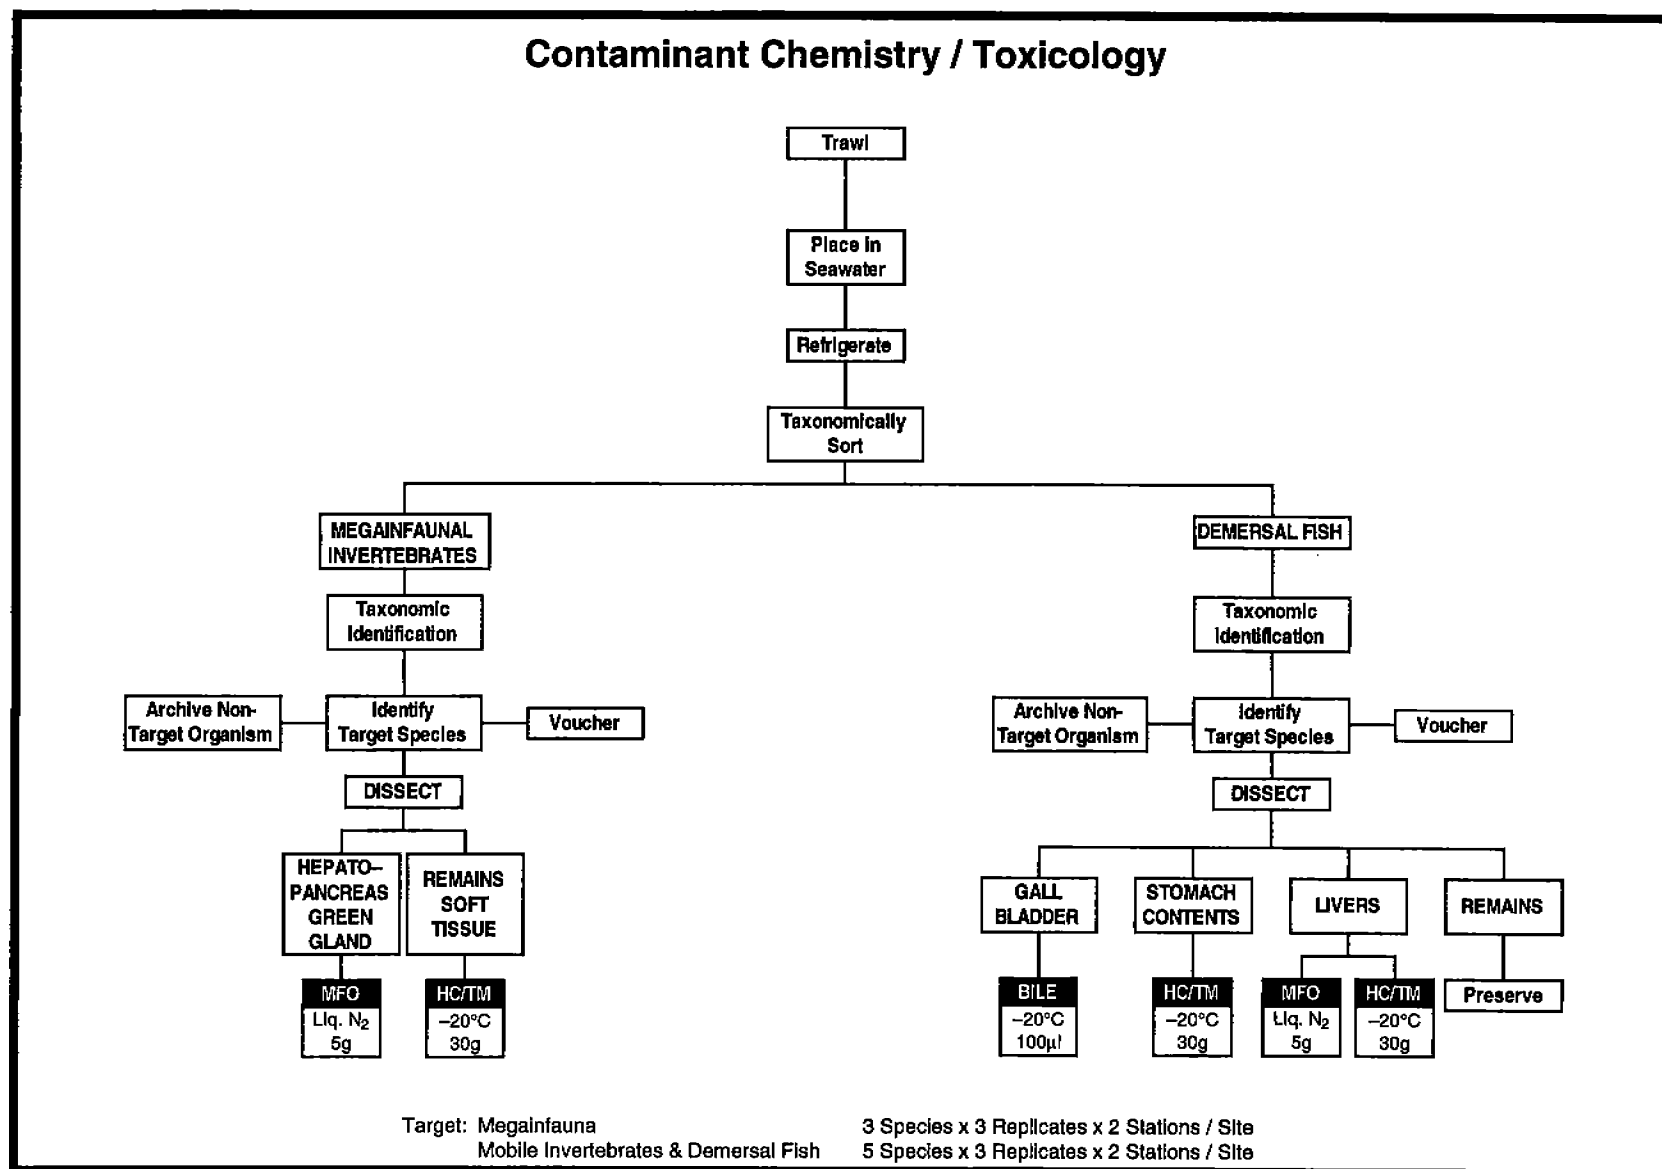 Contaminant Chemistry / Toxicology
Trawl
Place in
Seawater
Refrigerate
Taxonomically
Sort
MEGAINFAUNAL
INVERTEBRATES
Taxonomic
Identification
Archive Non-
Target Organism
Identify
Target Species
Voucher
DISSECT
HEPATO–
PANCREAS
GREEN
GLAND
REMAINS
SOFT
TISSUE
MFO
Liq. N₂
5g
HC/TM
–20°C
30g
DEMERSAL FISH
Taxonomic
Identification
Archive Non-
Target Organism
Identify
Target Species
Voucher
DISSECT
GALL
BLADDER
STOMACH
CONTENTS
LIVERS
REMAINS
BILE
–20°C
100µl
HC/TM
–20°C
30g
MFO
Liq. N₂
5g
HC/TM
–20°C
30g
Preserve
Target: Megainfauna 3 Species x 3 Replicates x 2 Stations / Site
Mobile Invertebrates & Demersal Fish 5 Species x 3 Replicates x 2 Stations / Site